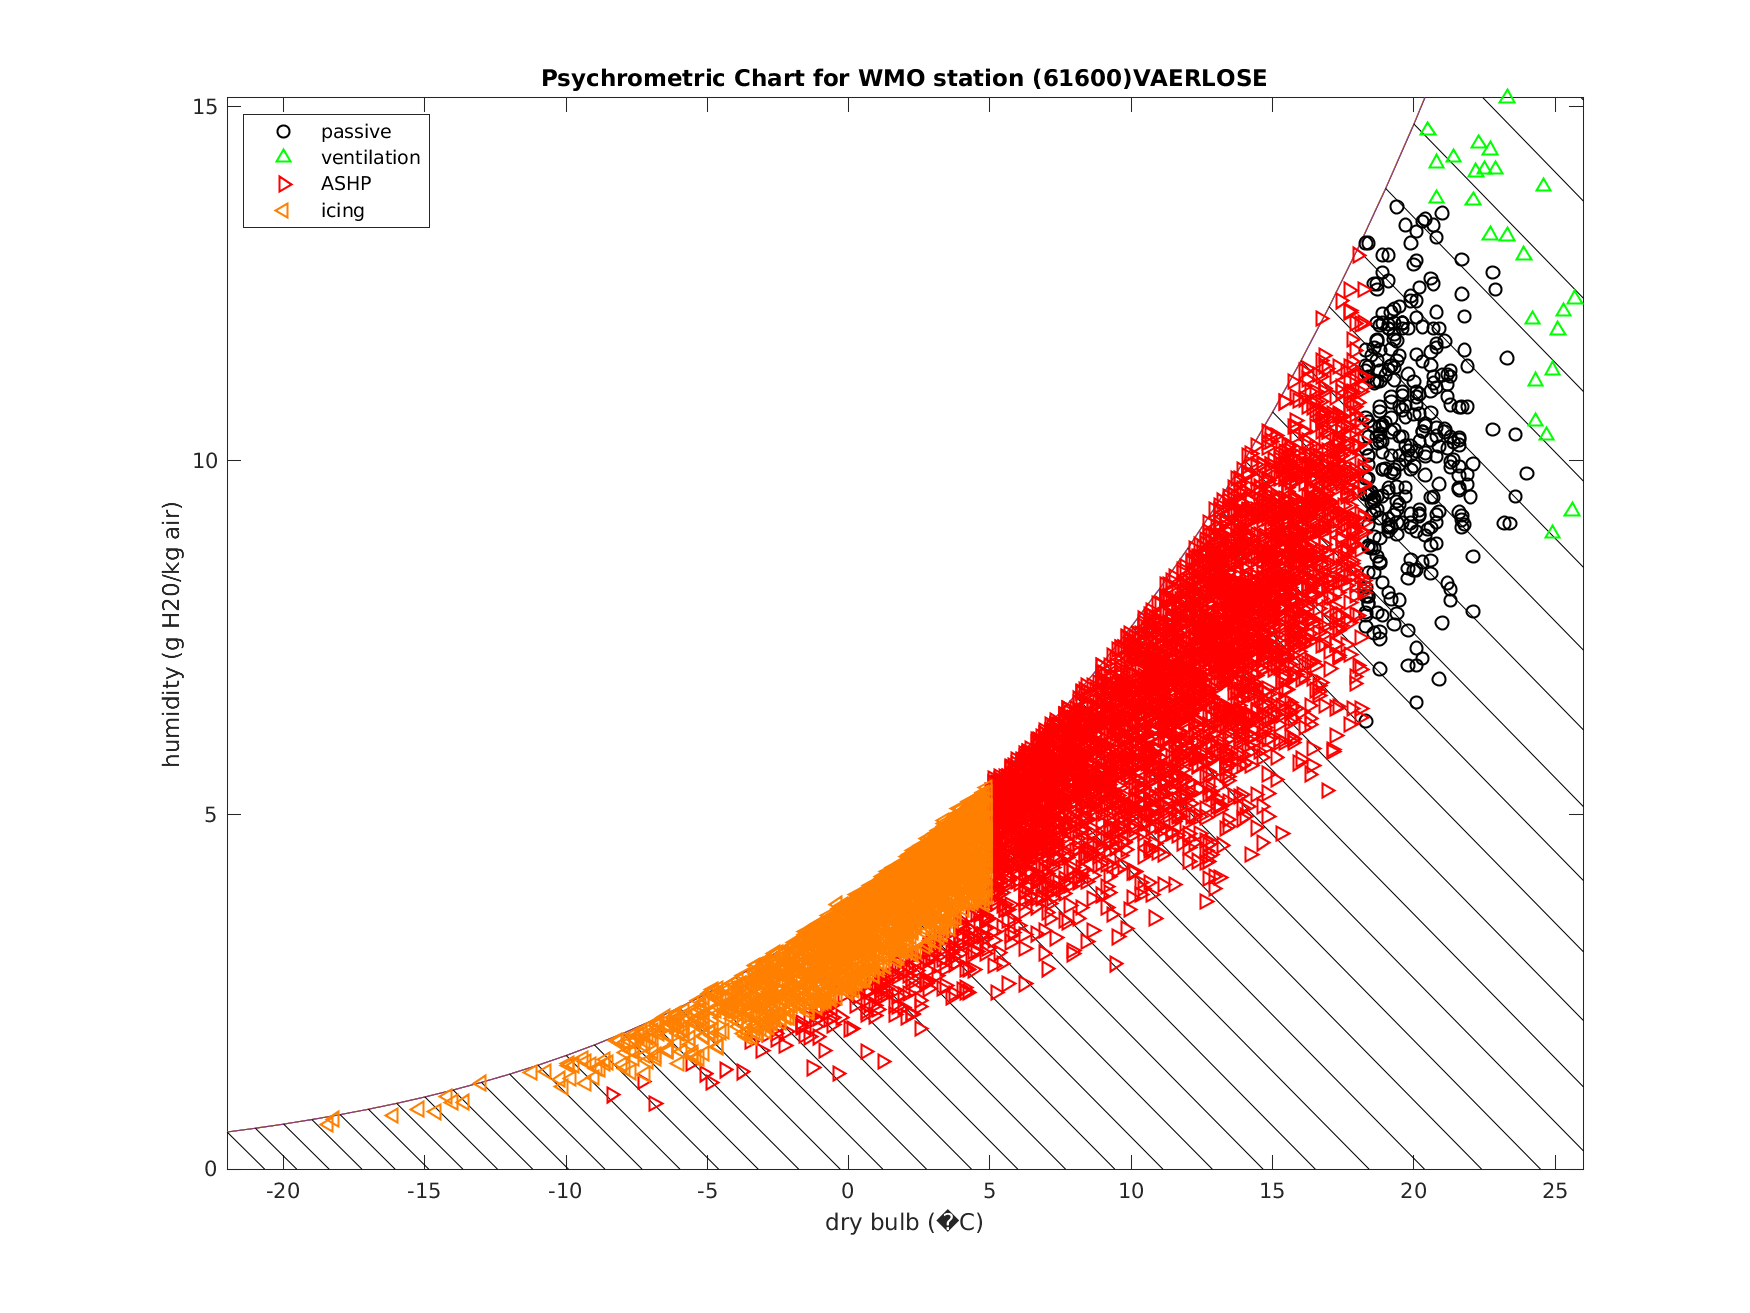 Psychrometric Chart for WMO station (61600)VAERLOSE
passive
ventilation
ASHP
icing
15
10
5
0
humidity (g H20/kg air)
-20 -15 -10 -5 0 5 10 15 20 25
dry bulb (�C)